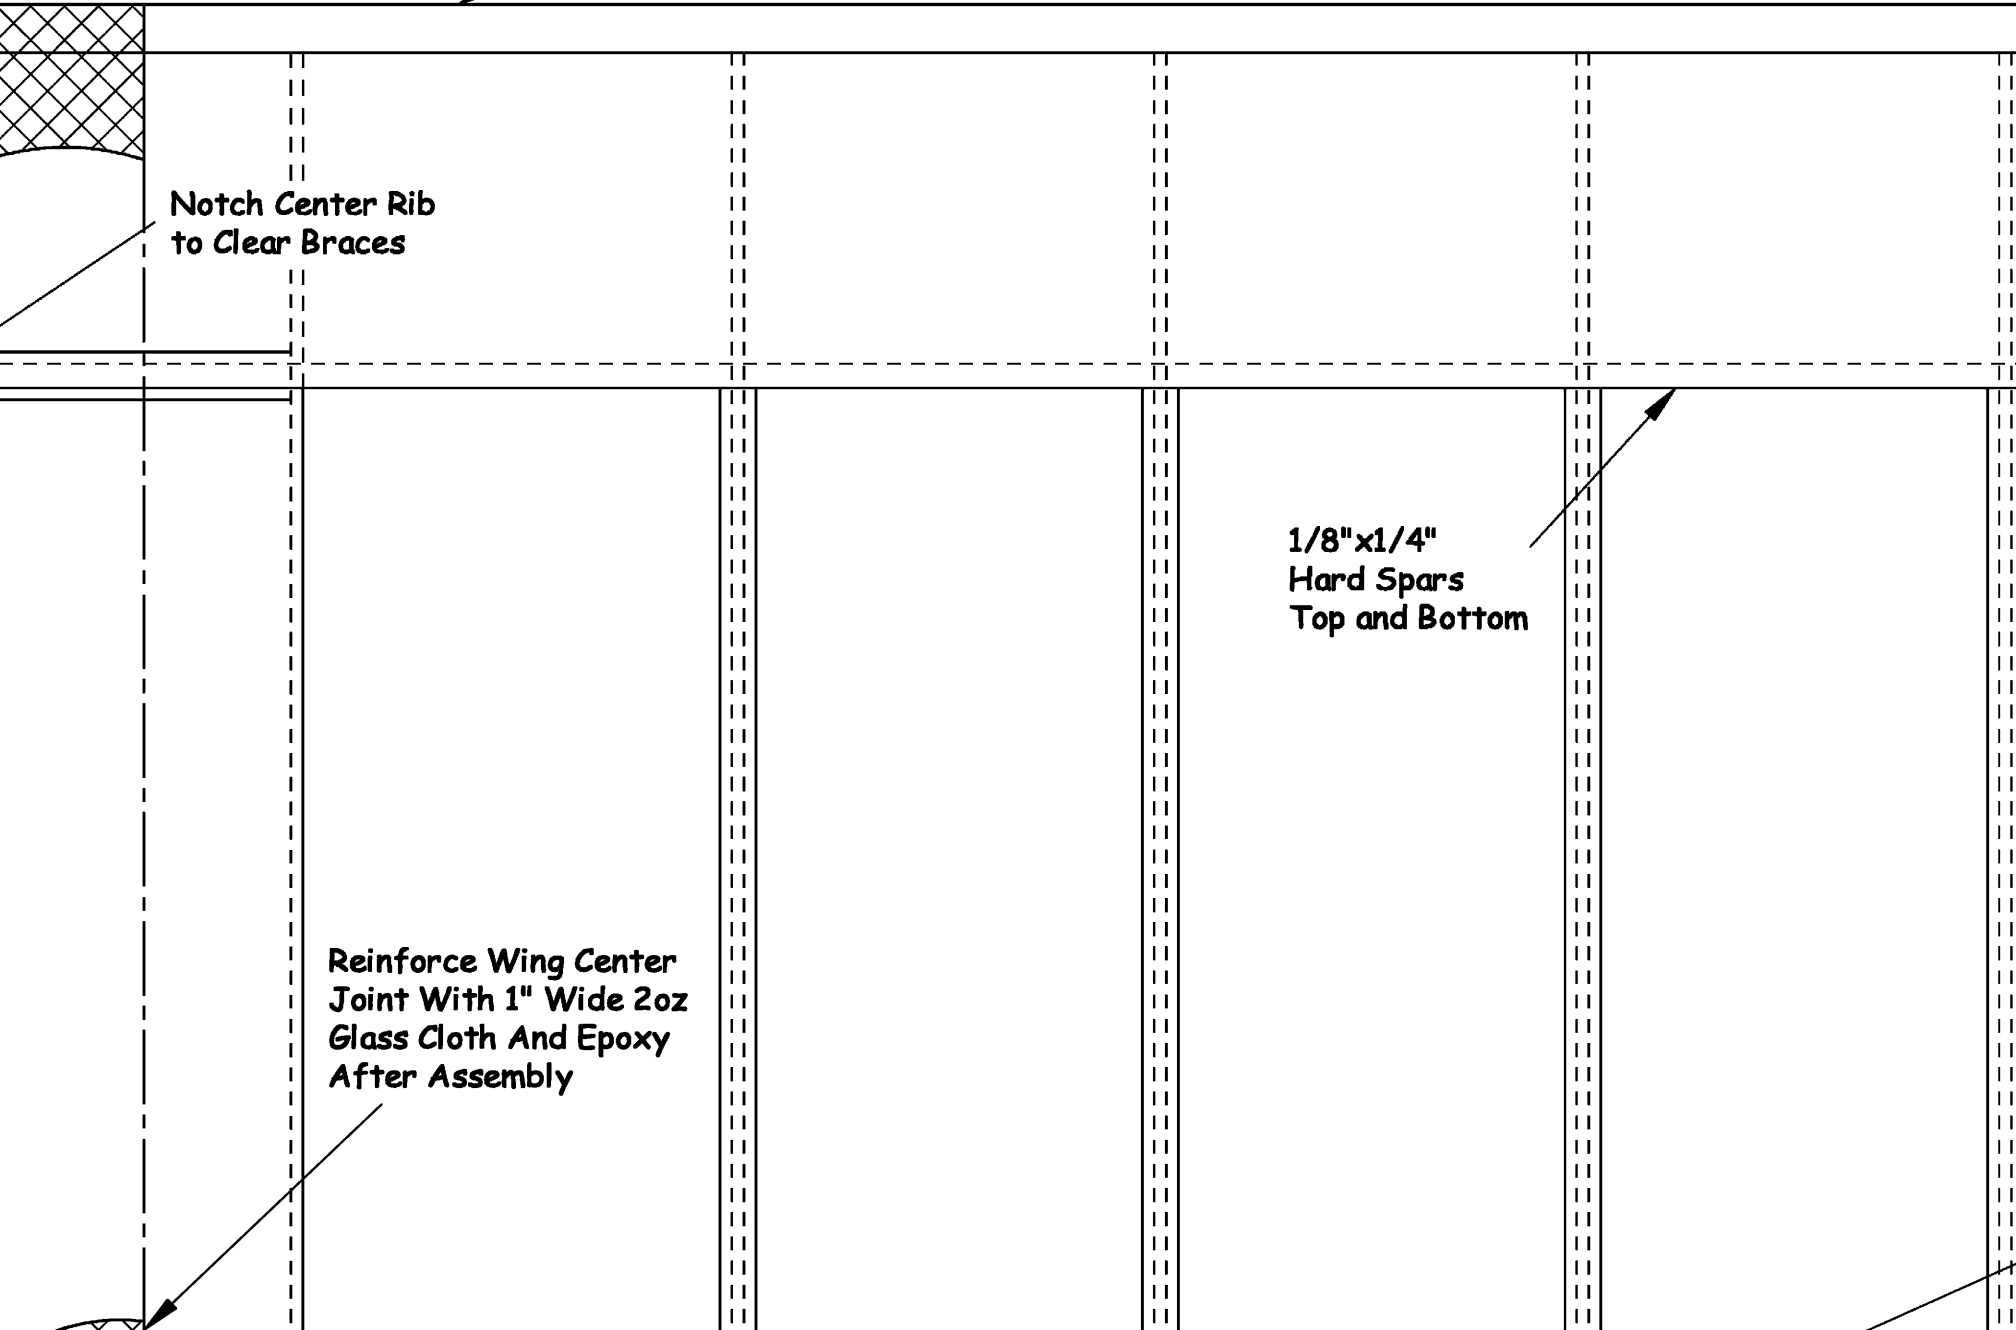 Notch Center Rib
to Clear Braces
1/8"x1/4"
Hard Spars
Top and Bottom
Reinforce Wing Center
Joint With 1" Wide 2oz
Glass Cloth And Epoxy
After Assembly